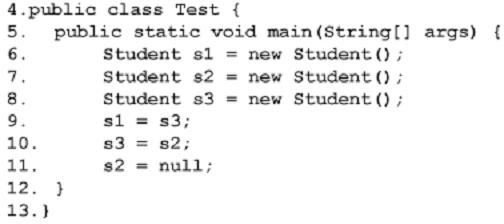 4.public class Test {
5.  public static void main(String[] args) {
6.      Student s1 = new Student();
7.      Student s2 = new Student();
8.      Student s3 = new Student();
9.      s1 = s3;
10.     s3 = s2;
11.     s2 = null;
12. }
13.}